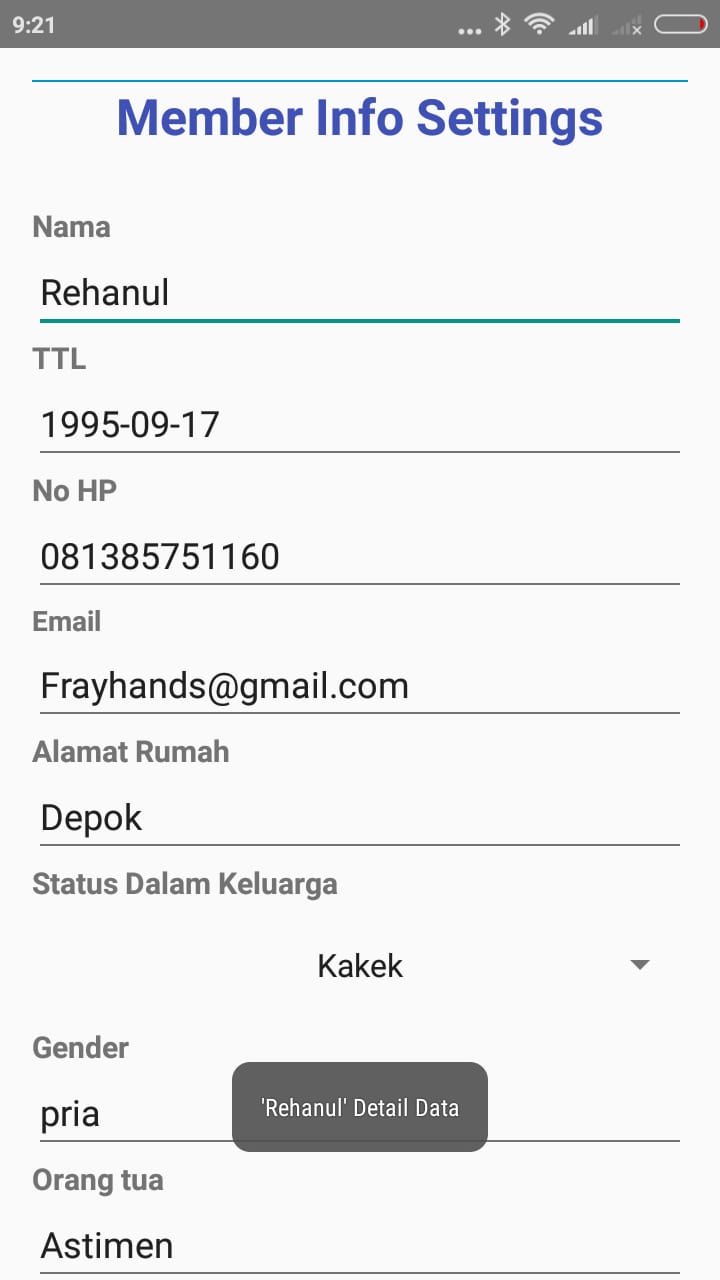 9:21
Member Info Settings
Nama
Rehanul
TTL
1995-09-17
No HP
081385751160
Email
Frayhands@gmail.com
Alamat Rumah
Depok
Status Dalam Keluarga
Kakek
Gender
pria
'Rehanul' Detail Data
Orang tua
Astimen